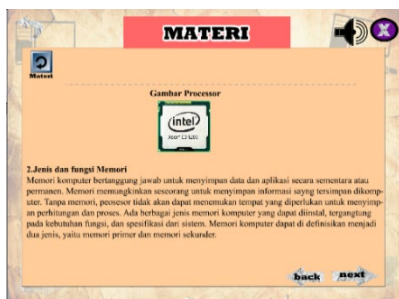 MATERI
X
Materi
Gambar Processor
intel
2.Jenis dan fungsi Memori
Memori komputer bertanggung jawab untuk menyimpan data dan aplikasi secara sementara atau
permanen. Memori memungkinkan seseorang untuk menyimpan informasi sayng tersimpan dikomp-
uter. Tanpa memori, peosesor tidak akan dapat menemukan tempat yang diperlukan untuk menyimp-
an perhitungan dan proses. Ada berbagai jenis memori komputer yang dapat diinstal, tergangtung
pada kebutuhan fungsi, dan spesifikasi dari sistem. Memori komputer dapat di definisikan menjadi
dua jenis, yaitu memori primer dan memori sekunder.
back next